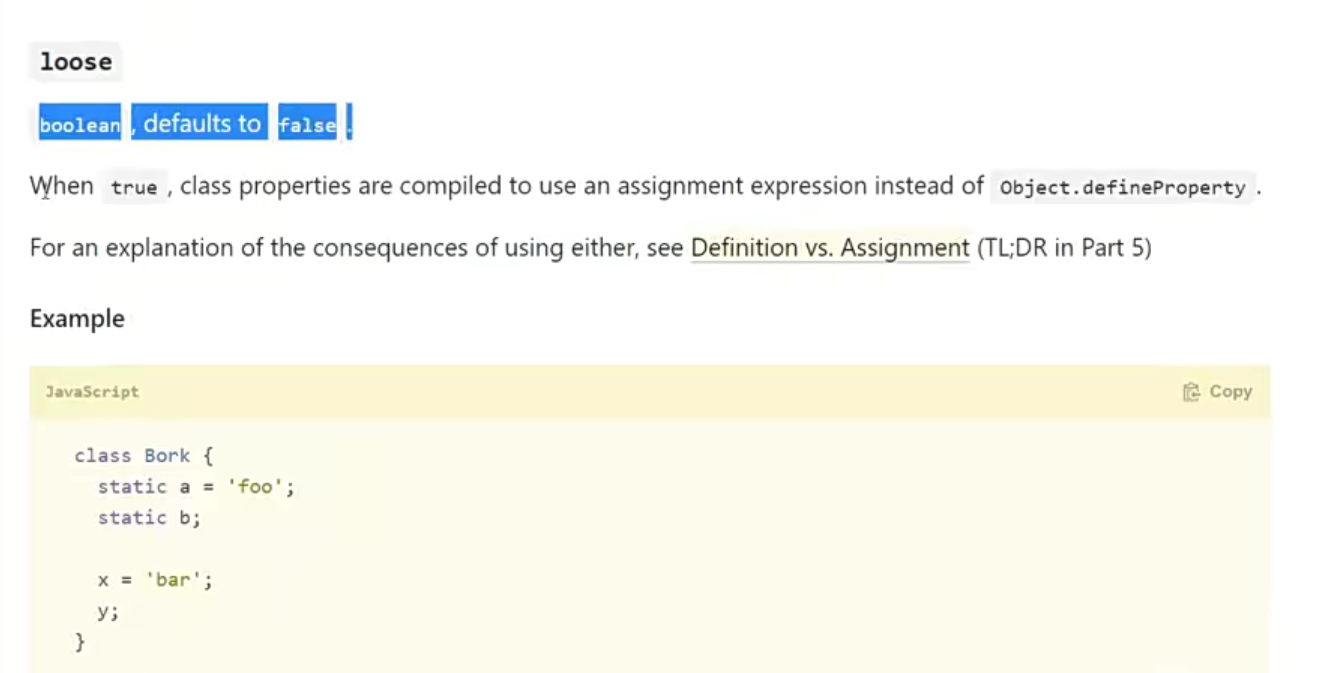 loose
boolean, defaults to false.
When true, class properties are compiled to use an assignment expression instead of Object.defineProperty.
For an explanation of the consequences of using either, see Definition vs. Assignment (TL;DR in Part 5)
Example
JavaScript Copy
class Bork {
  static a = 'foo';
  static b;

  x = 'bar';
  y;
}